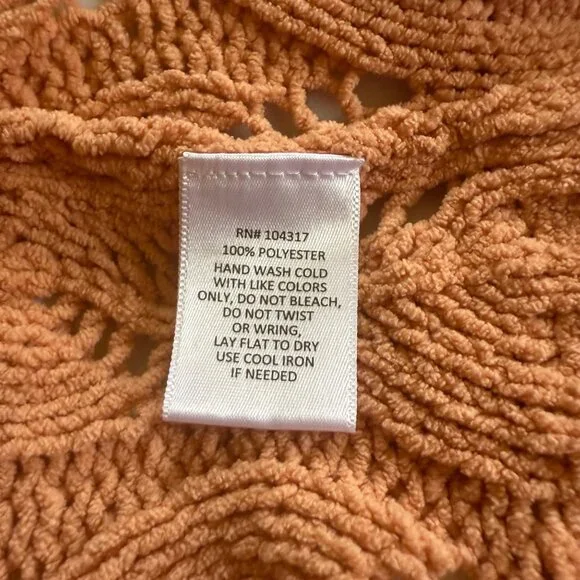 RN# 104317
100% POLYESTER
HAND WASH COLD
WITH LIKE COLORS
ONLY, DO NOT BLEACH,
DO NOT TWIST
OR WRING,
LAY FLAT TO DRY
USE COOL IRON
IF NEEDED